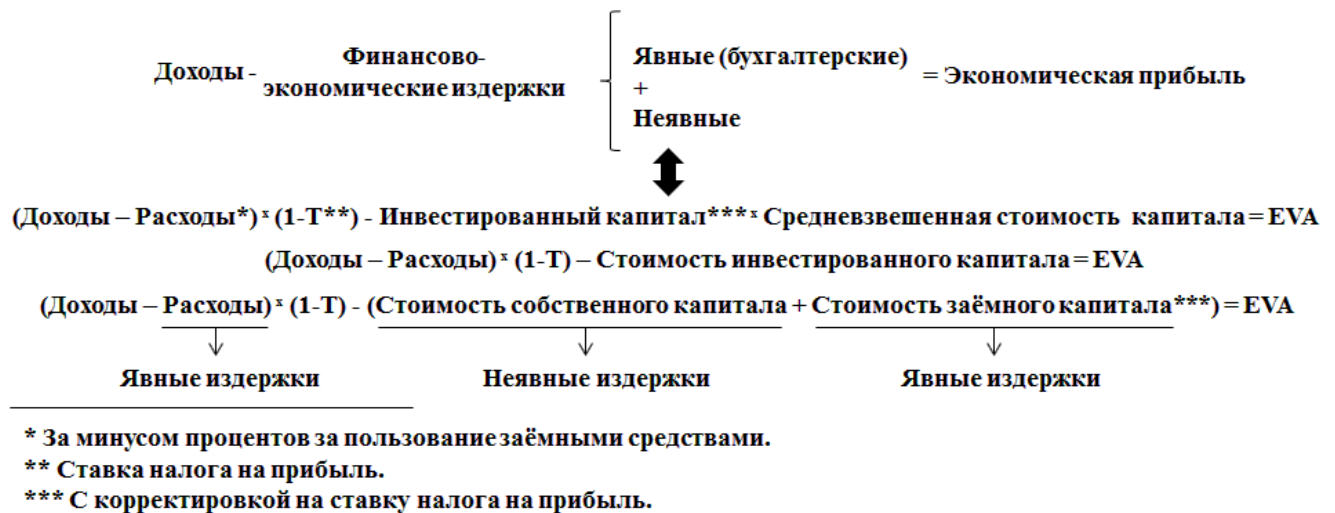 Доходы - Финансово-экономические издержки Явные (бухгалтерские) + Неявные = Экономическая прибыль
(Доходы – Расходы*) x (1-Т**) - Инвестированный капитал*** x Средневзвешенная стоимость капитала = EVA
(Доходы – Расходы) x (1-Т) – Стоимость инвестированного капитала = EVA
(Доходы – Расходы) x (1-Т) - (Стоимость собственного капитала + Стоимость заёмного капитала***) = EVA
Явные издержки Неявные издержки Явные издержки
* За минусом процентов за пользование заёмными средствами.
** Ставка налога на прибыль.
*** С корректировкой на ставку налога на прибыль.